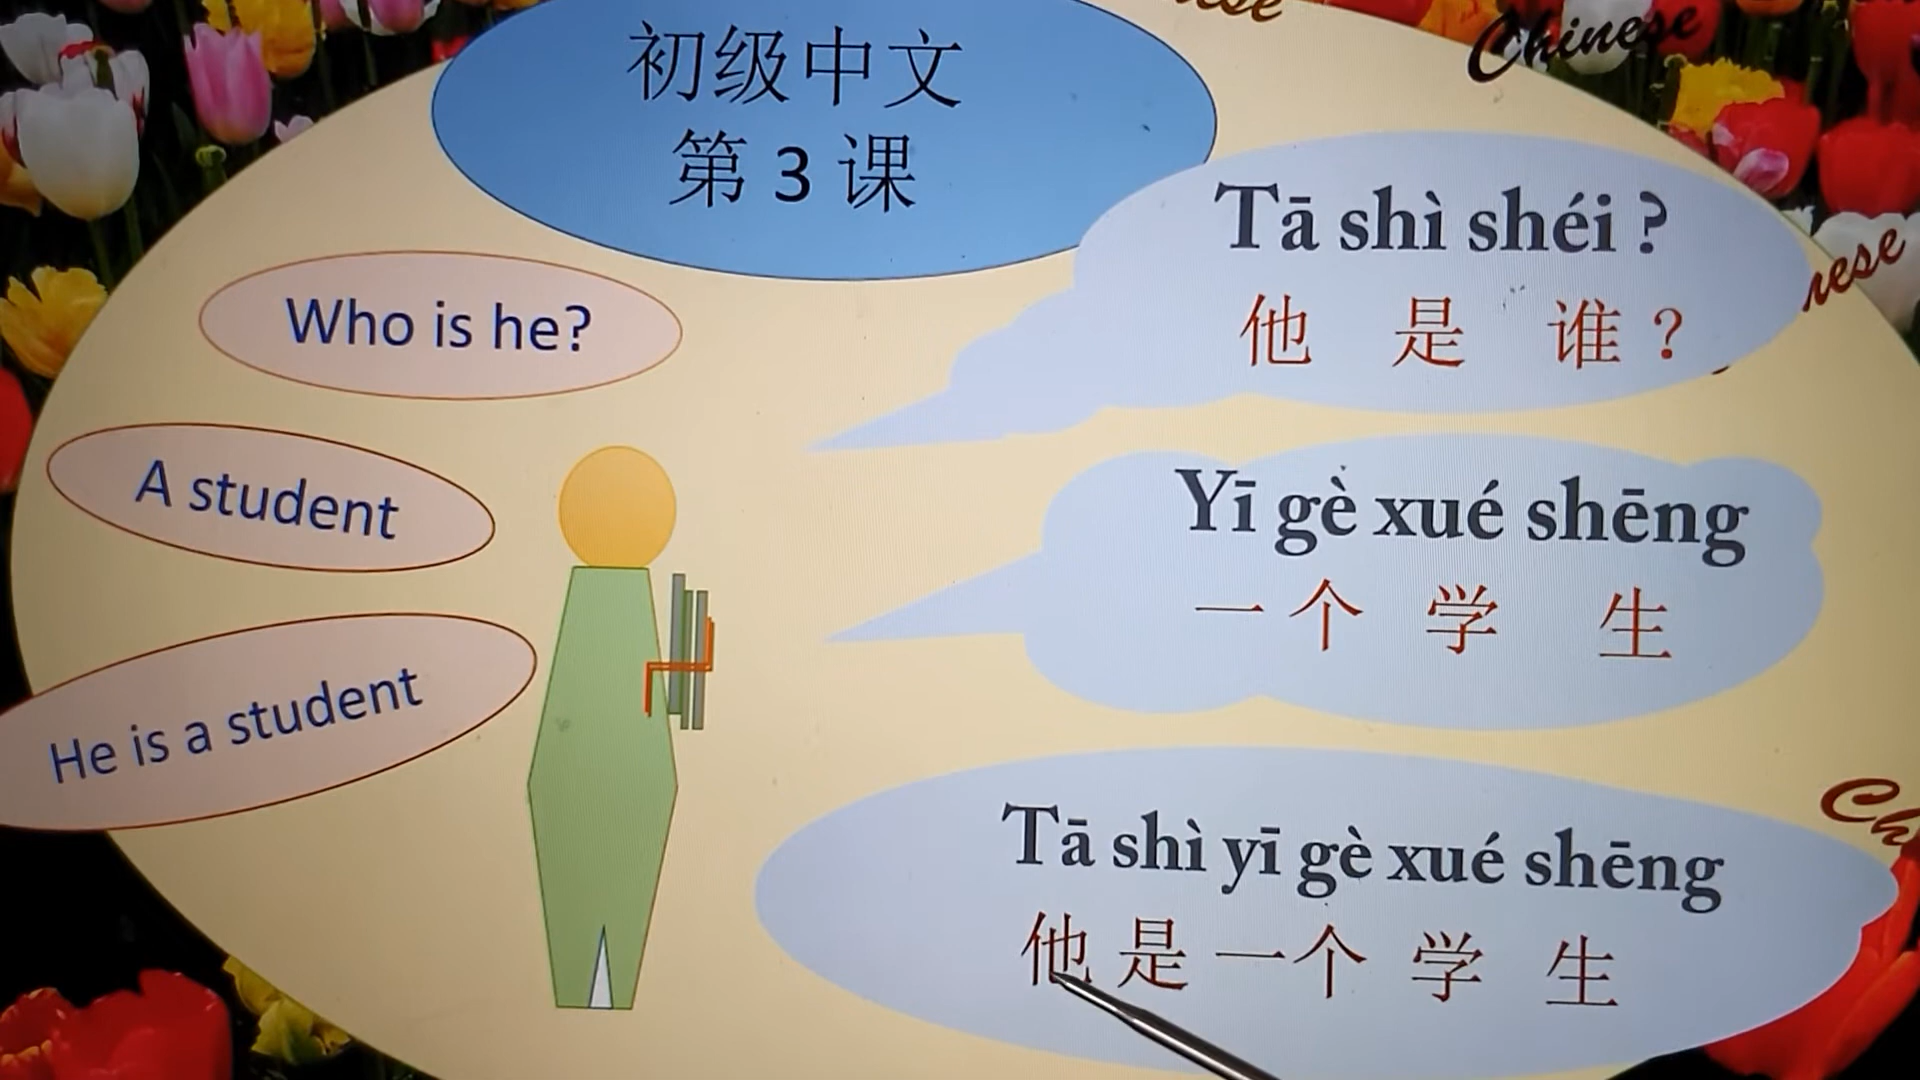 Chinese
初级中文
第 3 课
Tā shì shéi ?
他 是 谁 ?
Who is he?
A student
Yī gè xué shēng
一个 学 生
He is a student
Tā shì yī gè xué shēng
他是一个 学 生